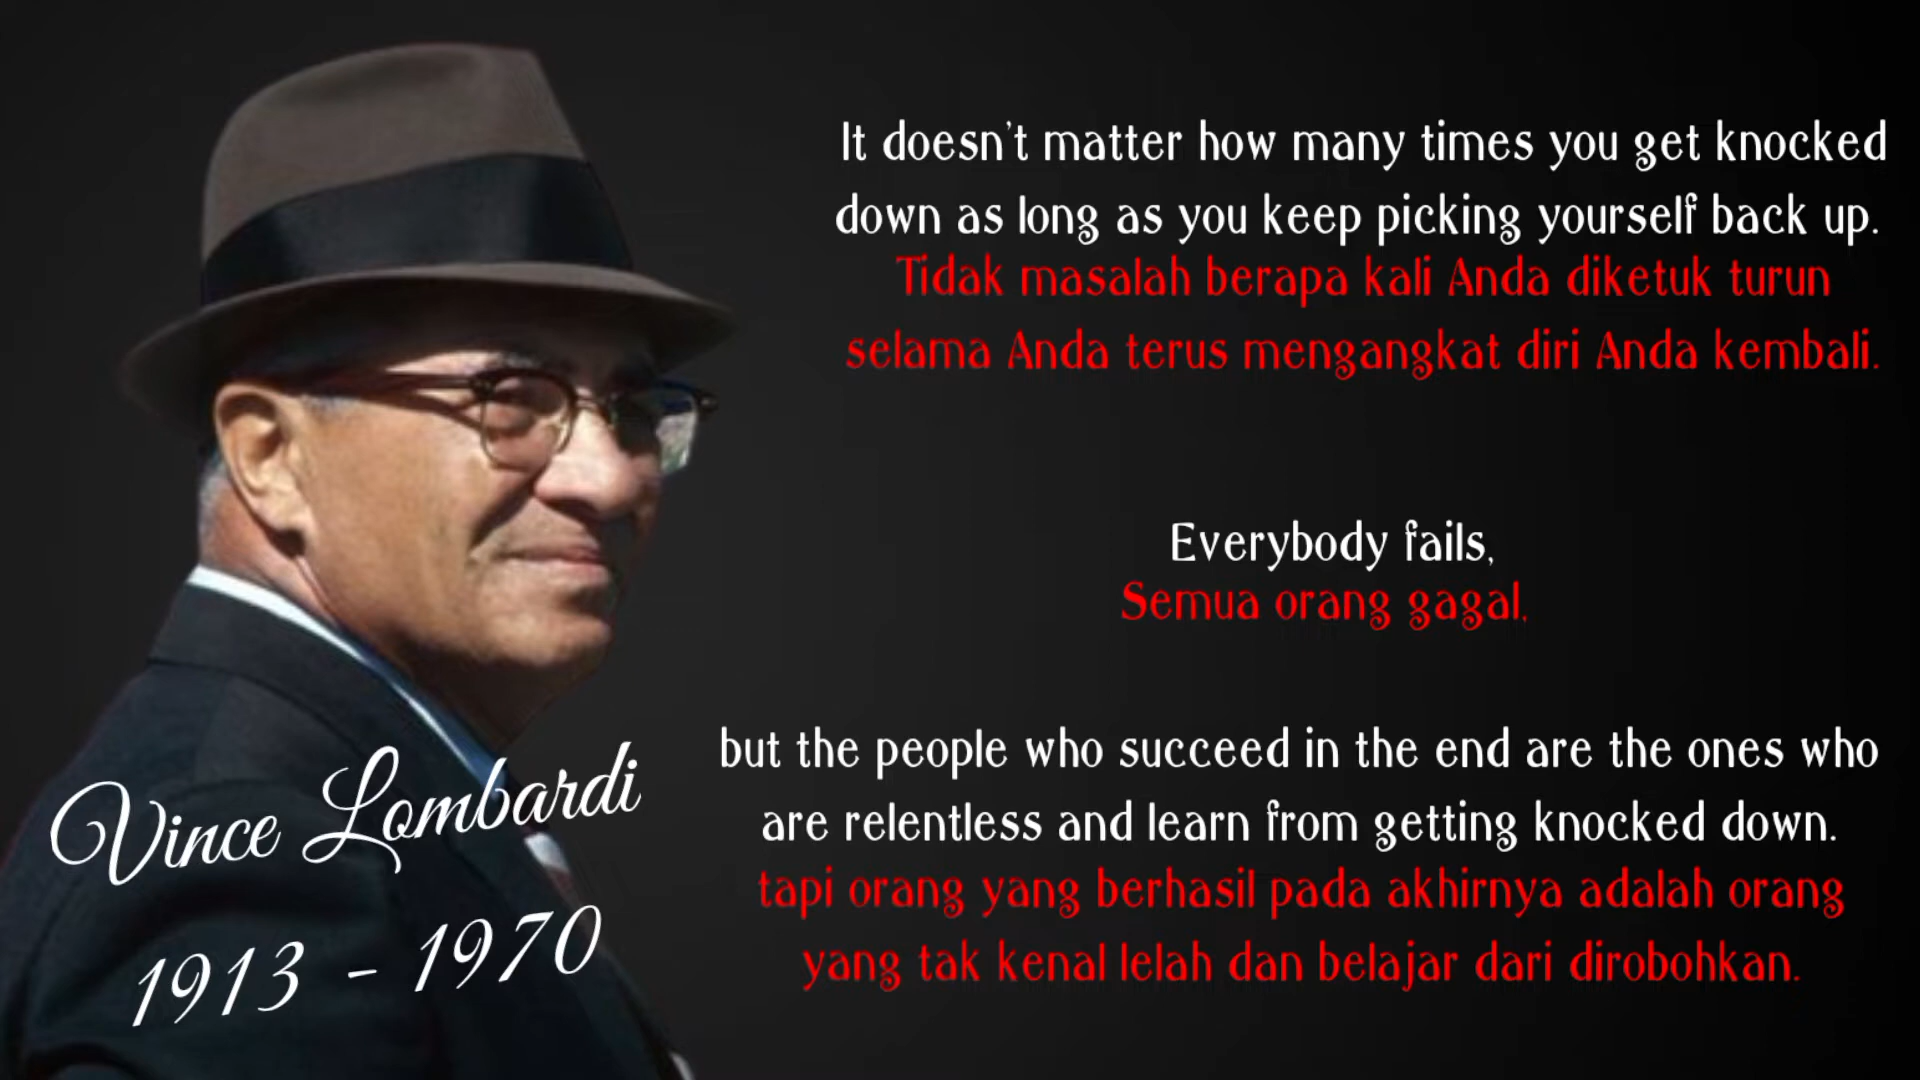 It doesn't matter how many times you get knocked
down as long as you keep picking yourself back up.
Tidak masalah berapa kali Anda diketuk turun
selama Anda terus mengangkat diri Anda kembali.
Everybody fails,
Semua orang gagal,
but the people who succeed in the end are the ones who
are relentless and learn from getting knocked down.
tapi orang yang berhasil pada akhirnya adalah orang
yang tak kenal lelah dan belajar dari dirobohkan.
Vince Lombardi
1913 - 1970